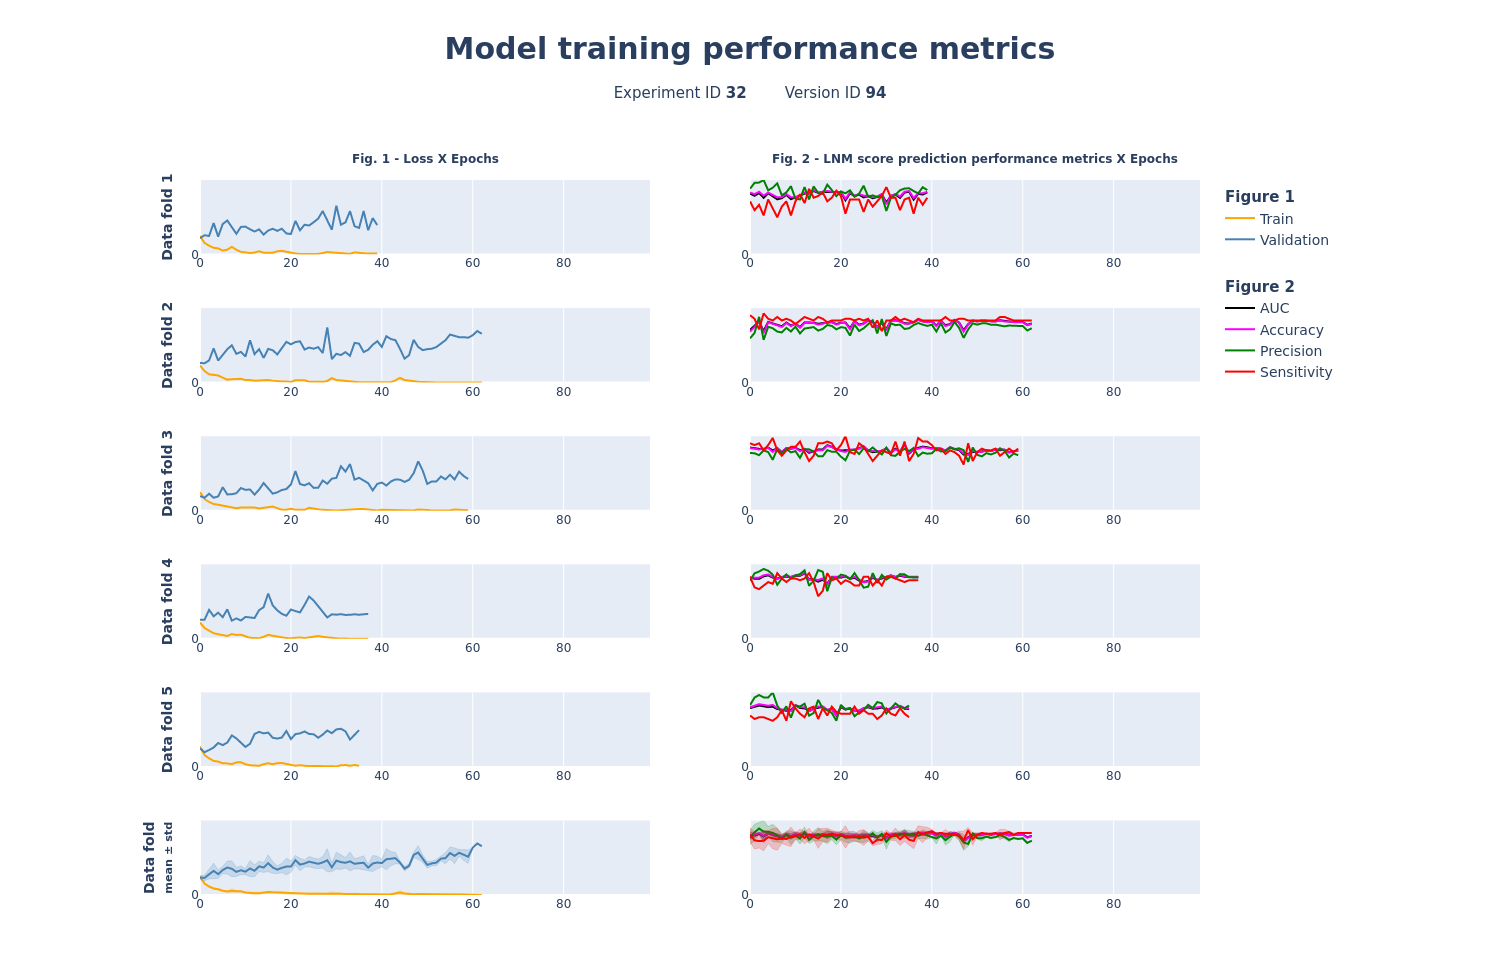 Model training performance metrics
Experiment ID 32 Version ID 94
Fig. 1 - Loss X Epochs
Fig. 2 - LNM score prediction performance metrics X Epochs
Data fold 1
0
0 20 40 60 80
0
0 20 40 60 80
Data fold 2
0
0 20 40 60 80
0
0 20 40 60 80
Data fold 3
0
0 20 40 60 80
0
0 20 40 60 80
Data fold 4
0
0 20 40 60 80
0
0 20 40 60 80
Data fold 5
0
0 20 40 60 80
0
0 20 40 60 80
Data fold
mean ± std
0
0 20 40 60 80
0
0 20 40 60 80
Figure 1
Train
Validation
Figure 2
AUC
Accuracy
Precision
Sensitivity